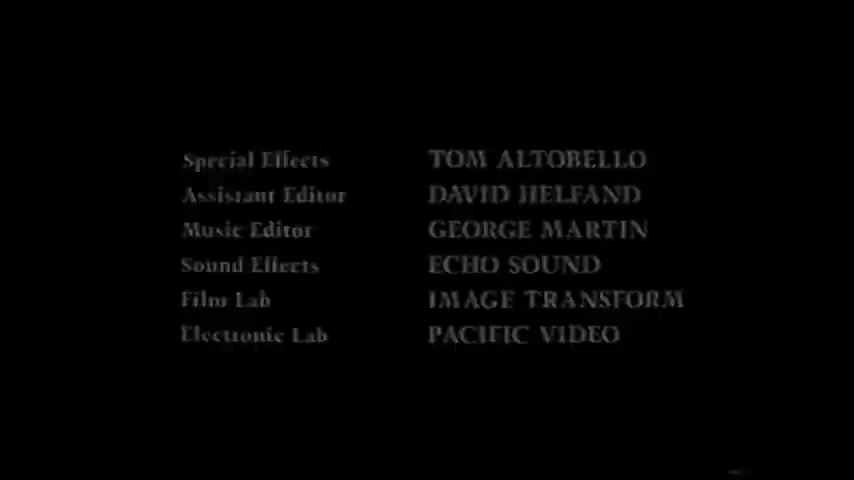 Special Effects TOM ALTOBELLO
Assistant Editor DAVID HELFAND
Music Editor GEORGE MARTIN
Sound Effects ECHO SOUND
Film Lab IMAGE TRANSFORM
Electronic Lab PACIFIC VIDEO